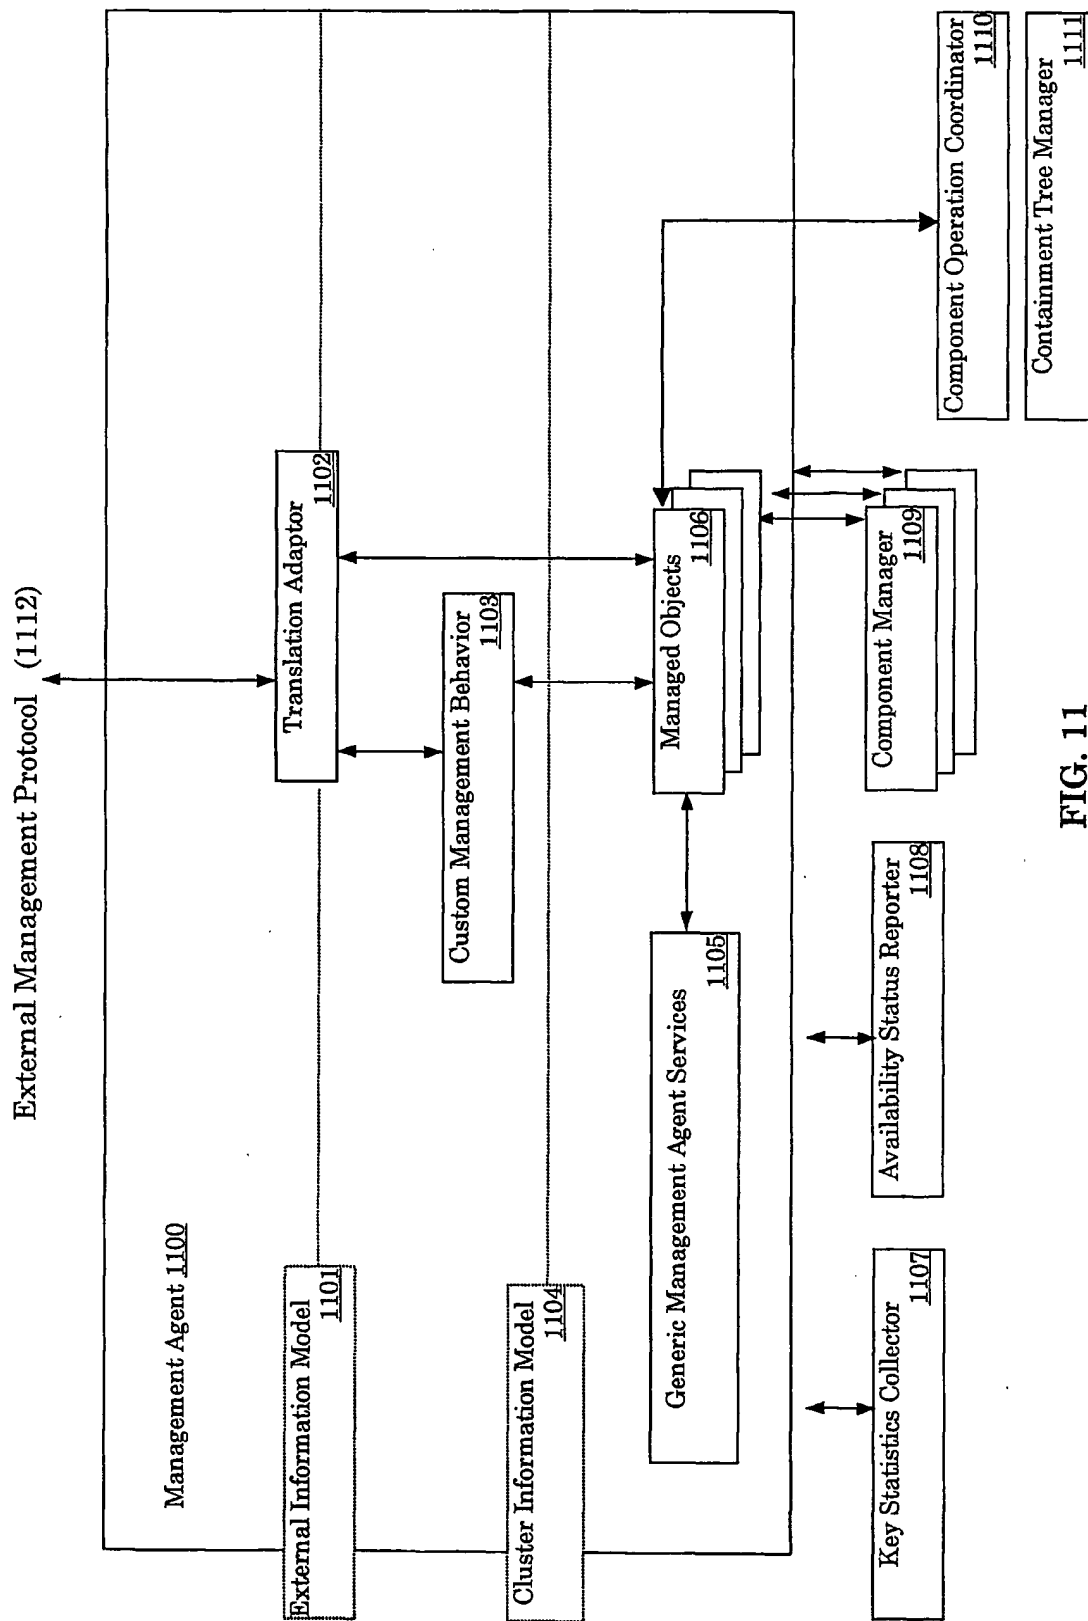 External Management Protocol (1112)
Management Agent 1100
External Information Model
1101
Translation Adaptor
1102
Custom Management Behavior
1103
Cluster Information Model
1104
Generic Management Agent Services
1105
Managed Objects
1106
Key Statistics Collector
1107
Availability Status Reporter
1108
Component Manager
1109
Component Operation Coordinator
1110
Containment Tree Manager
1111
FIG. 11